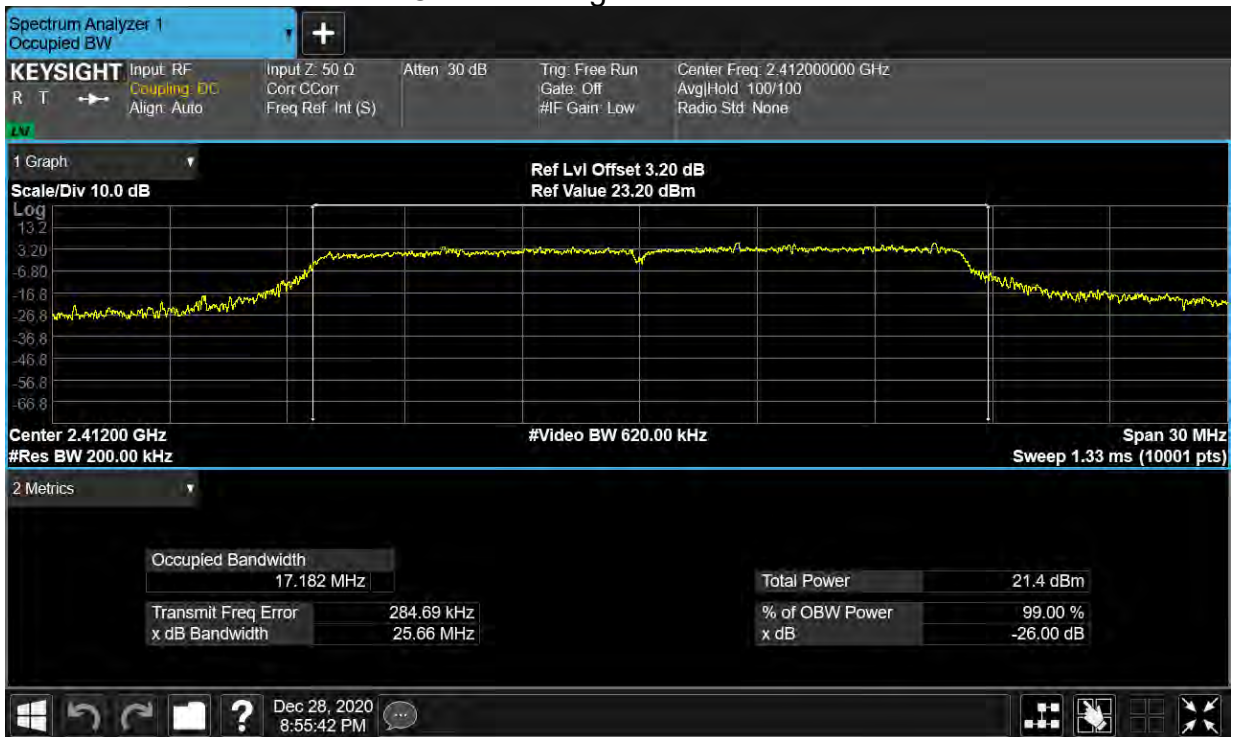 Spectrum Analyzer 1
Occupied BW
KEYSIGHT Input: RF Input Z: 50 Ω Atten: 30 dB Trig: Free Run Center Freq: 2.412000000 GHz
R T Coupling: DC Corr CCorr Gate: Off Avg|Hold: 100/100
Align: Auto Freq Ref: Int (S) #IF Gain: Low Radio Std: None
LXI
1 Graph
Ref Lvl Offset 3.20 dB
Scale/Div 10.0 dB Ref Value 23.20 dBm
Log
13.2
3.20
-6.80
-16.8
-26.8
-36.8
-46.8
-56.8
-66.8
Center 2.41200 GHz #Video BW 620.00 kHz Span 30 MHz
#Res BW 200.00 kHz Sweep 1.33 ms (10001 pts)
2 Metrics
Occupied Bandwidth
17.182 MHz Total Power 21.4 dBm
Transmit Freq Error 284.69 kHz % of OBW Power 99.00 %
x dB Bandwidth 25.66 MHz x dB -26.00 dB
? Dec 28, 2020
8:55:42 PM